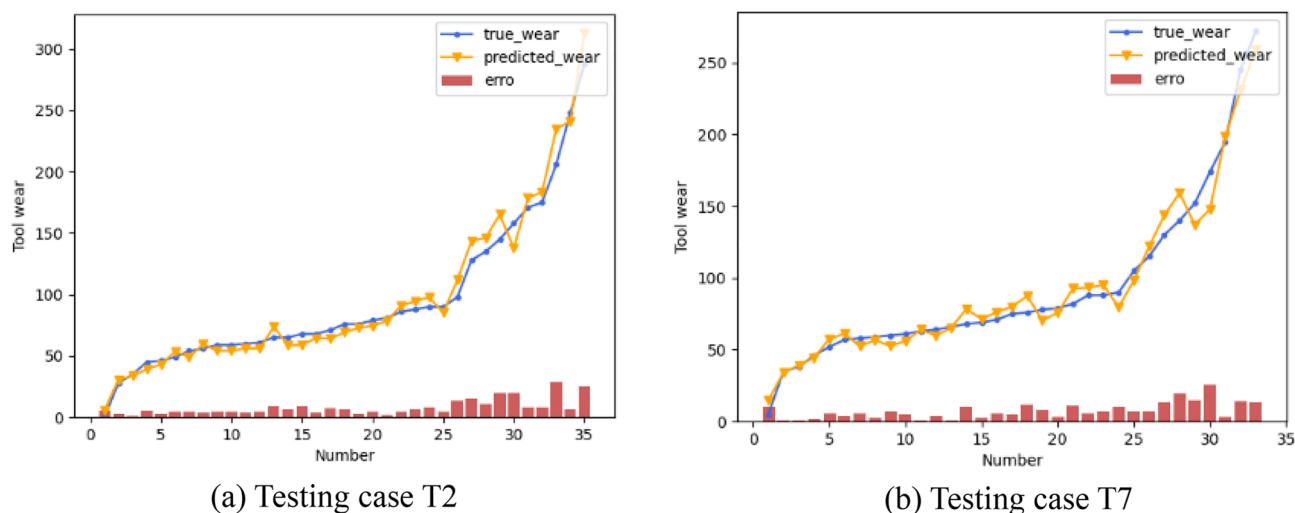 300
250
200
150
100
50
0
Tool wear
true_wear
predicted_wear
erro
0 5 10 15 20 25 30 35
Number
(a) Testing case T2
250
200
150
100
50
0
Tool wear
true_wear
predicted_wear
erro
0 5 10 15 20 25 30 35
Number
(b) Testing case T7